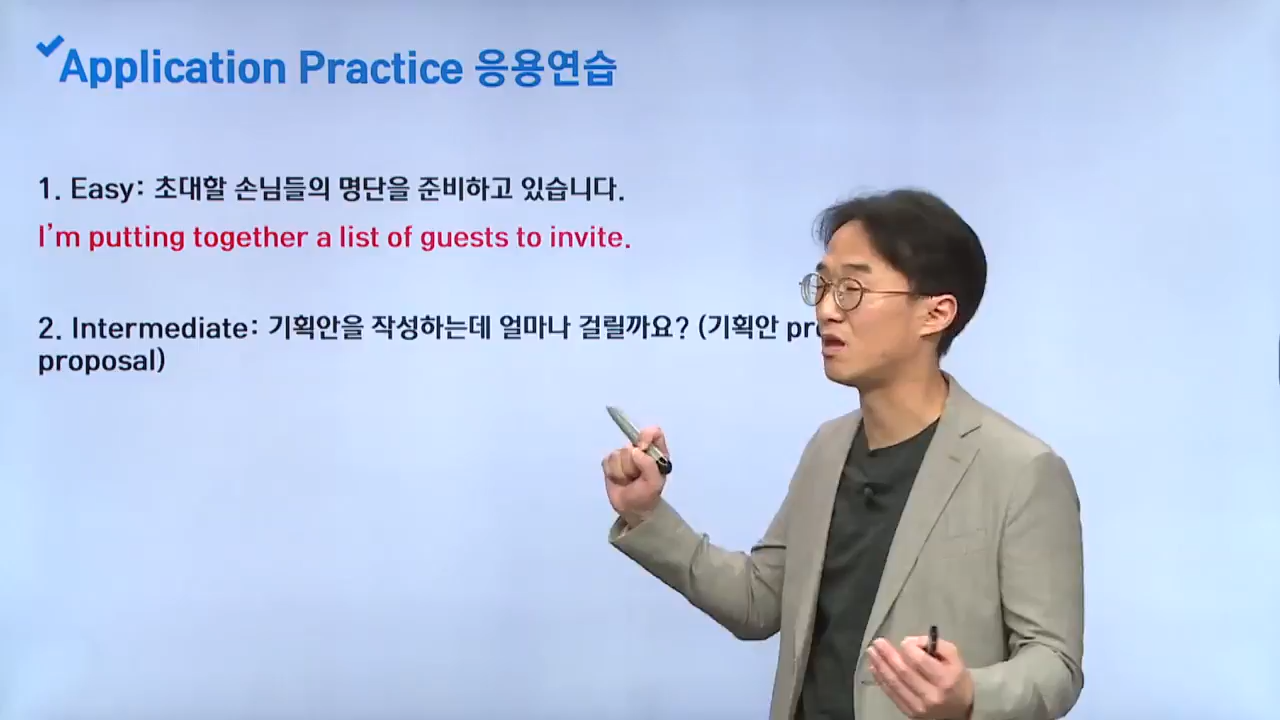 Application Practice 응용연습
1. Easy: 초대할 손님들의 명단을 준비하고 있습니다.
I'm putting together a list of guests to invite.
2. Intermediate: 기획안을 작성하는데 얼마나 걸릴까요? (기획안
proposal)